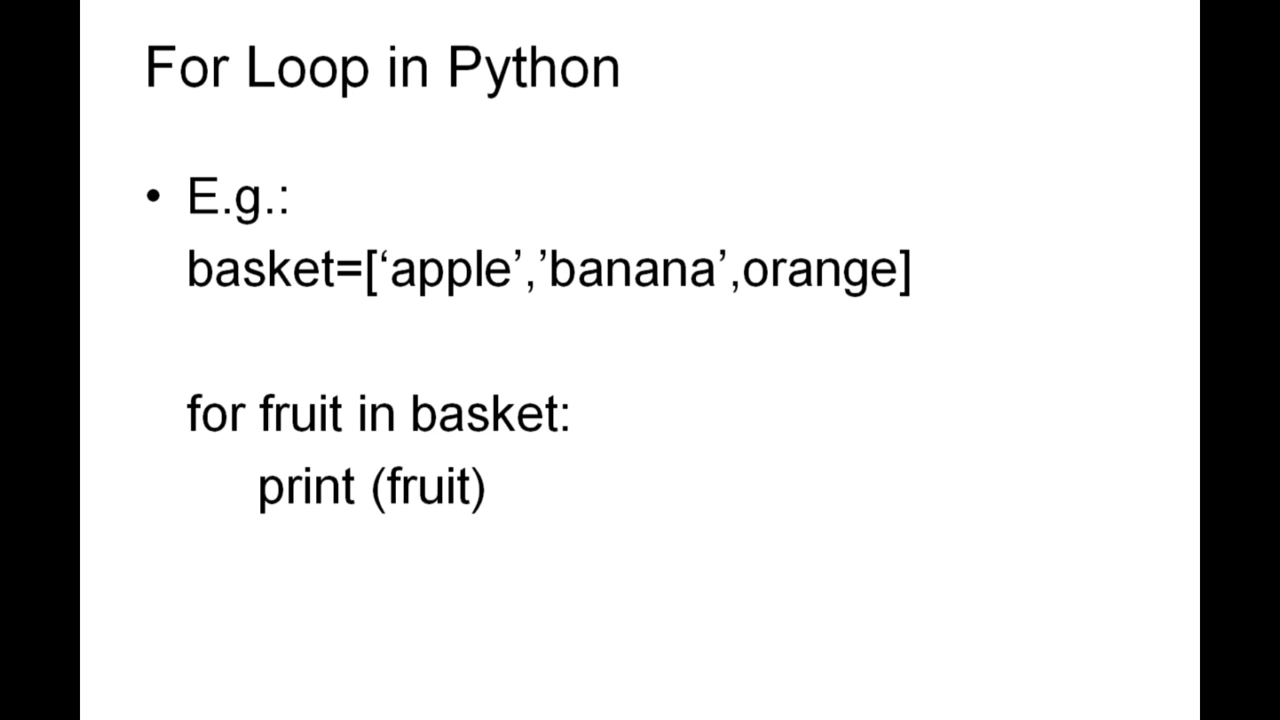 For Loop in Python
• E.g.:
basket=[‘apple’,’banana’,orange]
for fruit in basket:
print (fruit)